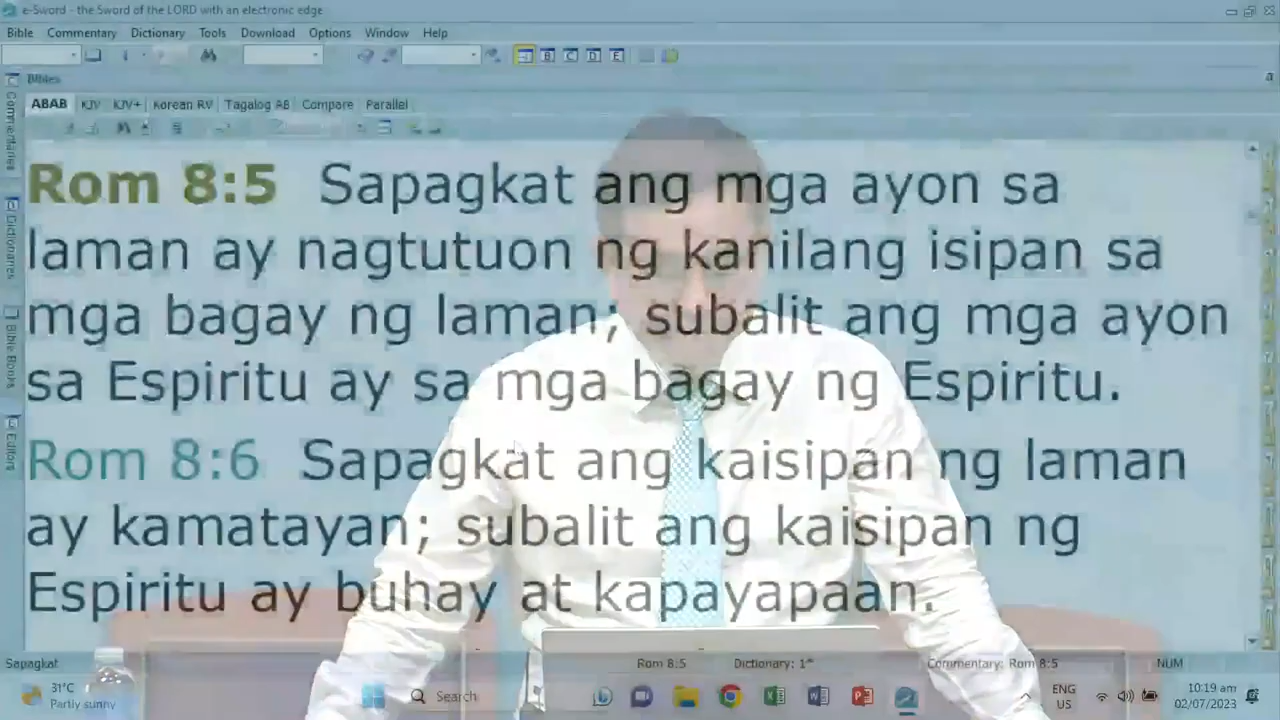 e-Sword - the Sword of the LORD with an electronic edge
Bible Commentary Dictionary Tools Download Options Window Help
B C D E
Bibles
ABAB KJV KJV+ Korean RV Tagalog AB Compare Parallel
Commentaries
Dictionaries
Bible Books
Editors
Rom 8:5 Sapagkat ang mga ayon sa
laman ay nagtutuon ng kanilang isipan sa
mga bagay ng laman; subalit ang mga ayon
sa Espiritu ay sa mga bagay ng Espiritu.
Rom 8:6 Sapagkat ang kaisipan ng laman
ay kamatayan; subalit ang kaisipan ng
Espiritu ay buhay at kapayapaan.
Sapagkat Rom 8:5 Dictionary: 1** Commentary: Rom 8:5 NUM
31°C
Partly sunny
Search
ENG
US
10:19 am
02/07/2023